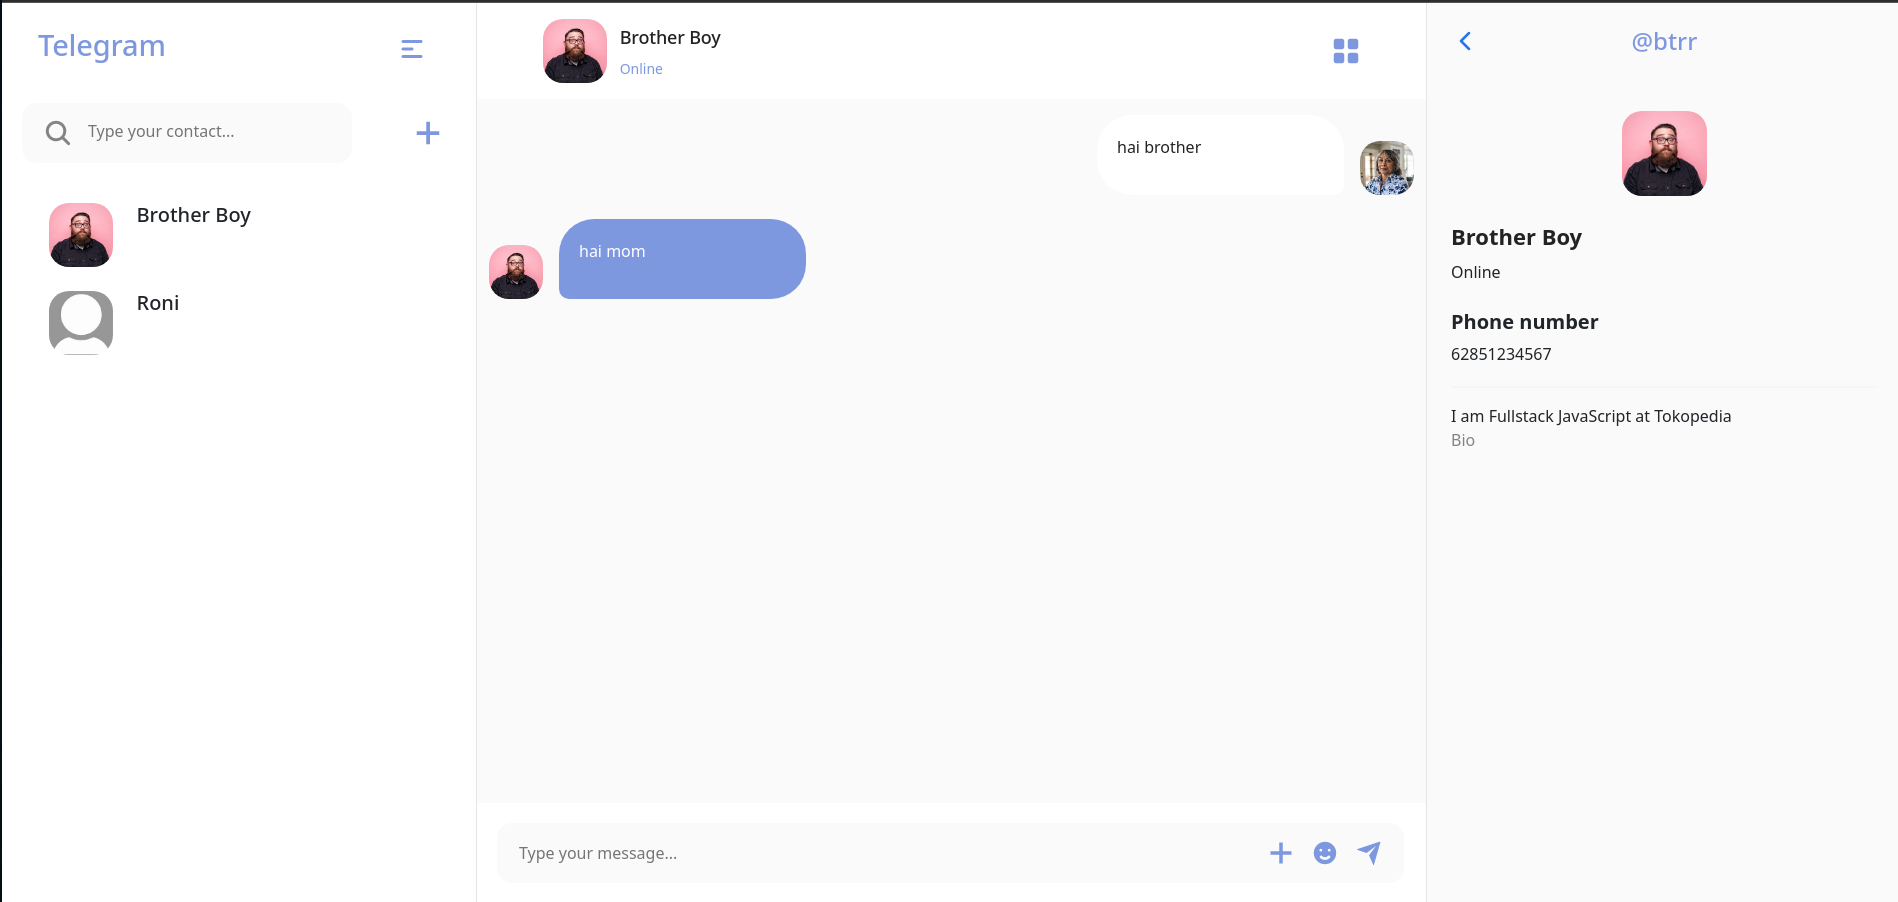 Telegram
Type your contact...
Brother Boy
Roni
Brother Boy
Online
hai brother
hai mom
Type your message...
@btrr
Brother Boy
Online
Phone number
62851234567
I am Fullstack JavaScript at Tokopedia
Bio